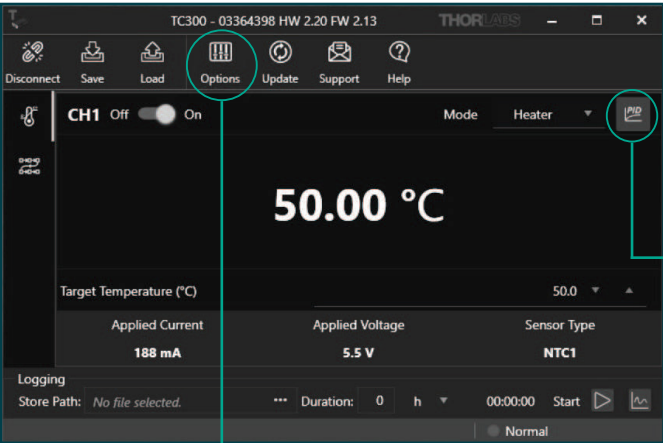 TC300 - 03364398 HW 2.20 FW 2.13 THORLABS
Disconnect Save Load Options Update Support Help
CH1 Off On Mode Heater PID
50.00 °C
Target Temperature (°C) 50.0
Applied Current Applied Voltage Sensor Type
188 mA 5.5 V NTC1
Logging
Store Path: No file selected. ••• Duration: 0 h 00:00:00 Start
Normal